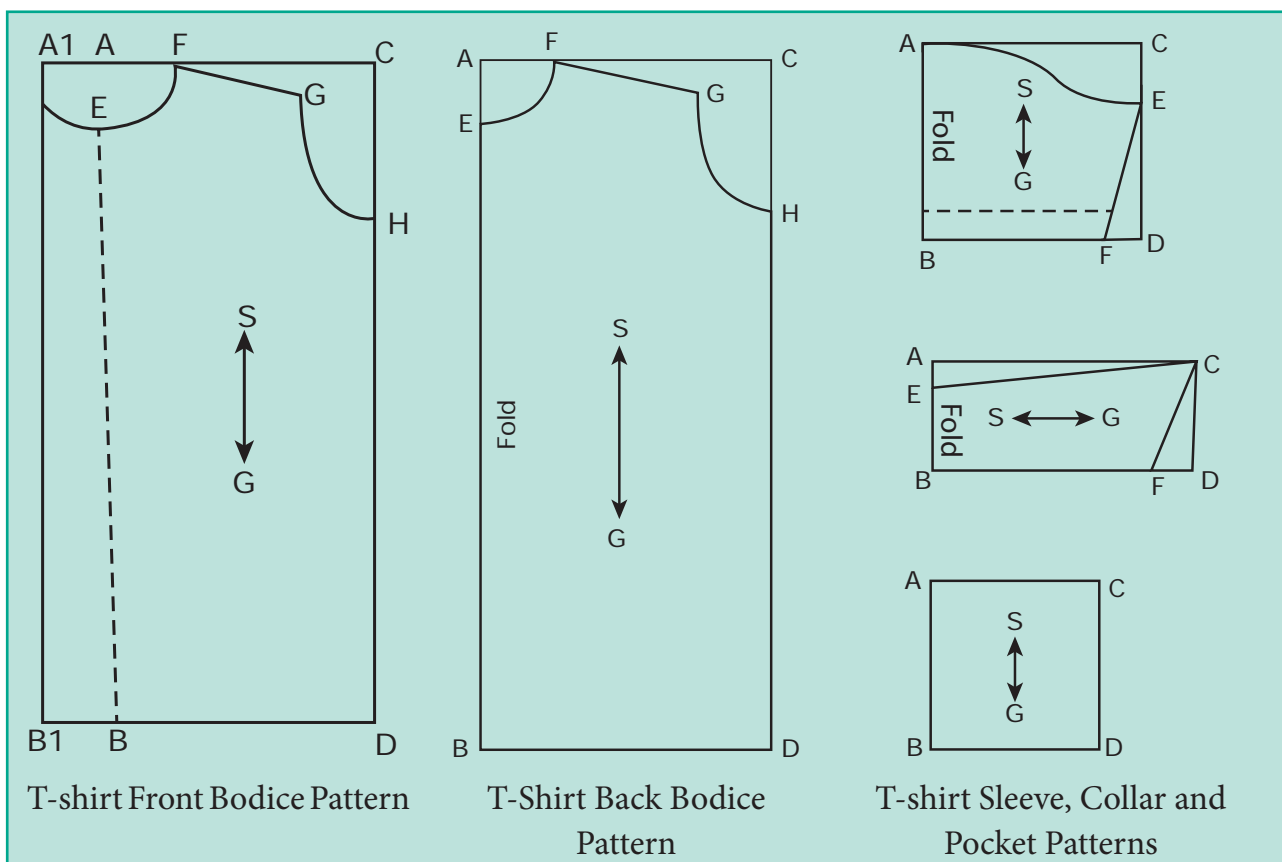 A1 A F C
E G
H
S
G
B1 B D
T-shirt Front Bodice Pattern
A F C
E G
H
S
Fold
G
B D
T-Shirt Back Bodice
Pattern
A C
S E
Fold
G
B F D
A C
E
Fold S G
B F D
A C
S
G
B D
T-shirt Sleeve, Collar and
Pocket Patterns